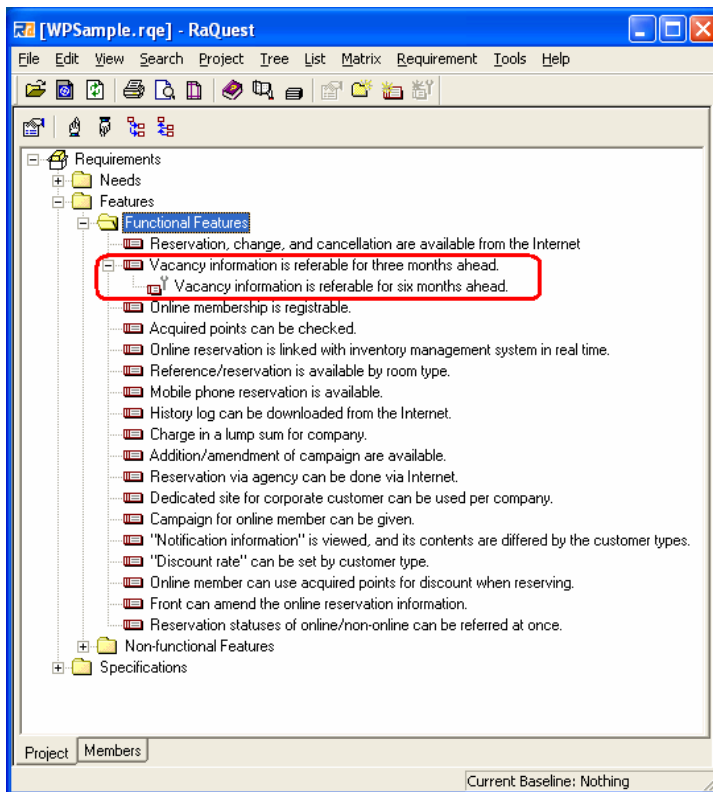 [WPSample.rqe] - RaQuest
File Edit View Search Project Tree List Matrix Requirement Tools Help
Requirements
Needs
Features
Functional Features
Reservation, change, and cancellation are available from the Internet
Vacancy information is referable for three months ahead.
Vacancy information is referable for six months ahead.
Online membership is registrable.
Acquired points can be checked.
Online reservation is linked with inventory management system in real time.
Reference/reservation is available by room type.
Mobile phone reservation is available.
History log can be downloaded from the Internet.
Charge in a lump sum for company.
Addition/amendment of campaign are available.
Reservation via agency can be done via Internet.
Dedicated site for corporate customer can be used per company.
Campaign for online member can be given.
"Notification information" is viewed, and its contents are differed by the customer types.
"Discount rate" can be set by customer type.
Online member can use acquired points for discount when reserving.
Front can amend the online reservation information.
Reservation statuses of online/non-online can be referred at once.
Non-functional Features
Specifications
Project Members
Current Baseline: Nothing